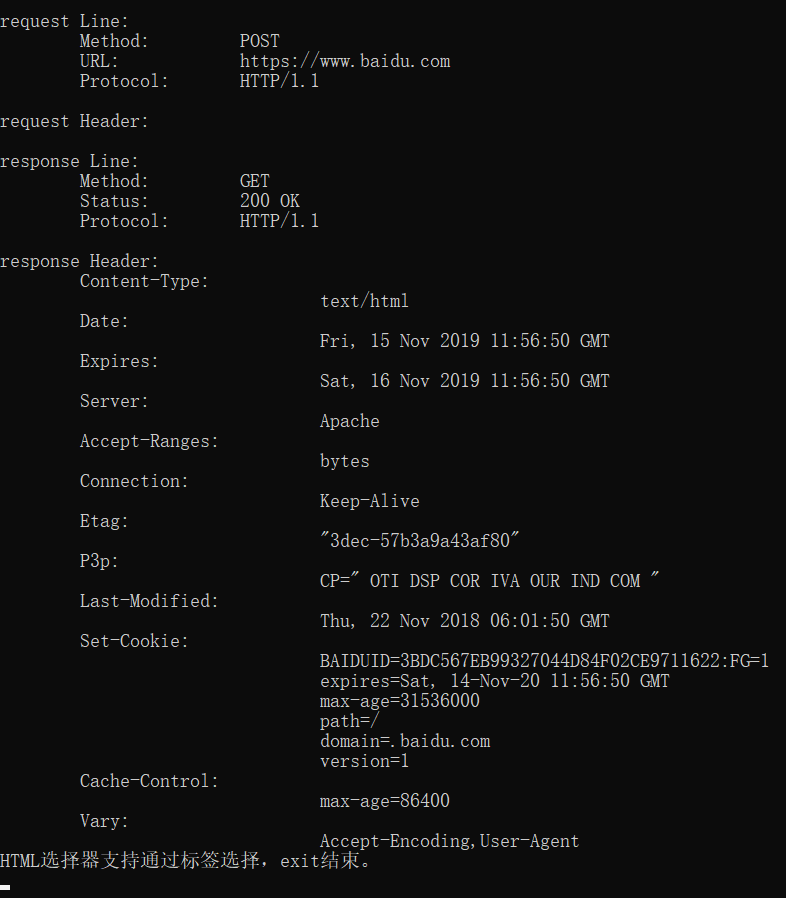 request Line:
Method: POST
URL: https://www.baidu.com
Protocol: HTTP/1.1
request Header:
response Line:
Method: GET
Status: 200 OK
Protocol: HTTP/1.1
response Header:
Content-Type:
text/html
Date:
Fri, 15 Nov 2019 11:56:50 GMT
Expires:
Sat, 16 Nov 2019 11:56:50 GMT
Server:
Apache
Accept-Ranges:
bytes
Connection:
Keep-Alive
Etag:
"3dec-57b3a9a43af80"
P3p:
CP=" OTI DSP COR IVA OUR IND COM "
Last-Modified:
Thu, 22 Nov 2018 06:01:50 GMT
Set-Cookie:
BAIDUID=3BDC567EB99327044D84F02CE9711622:FG=1
expires=Sat, 14-Nov-20 11:56:50 GMT
max-age=31536000
path=/
domain=.baidu.com
version=1
Cache-Control:
max-age=86400
Vary:
Accept-Encoding,User-Agent
HTML选择器支持通过标签选择，exit结束。